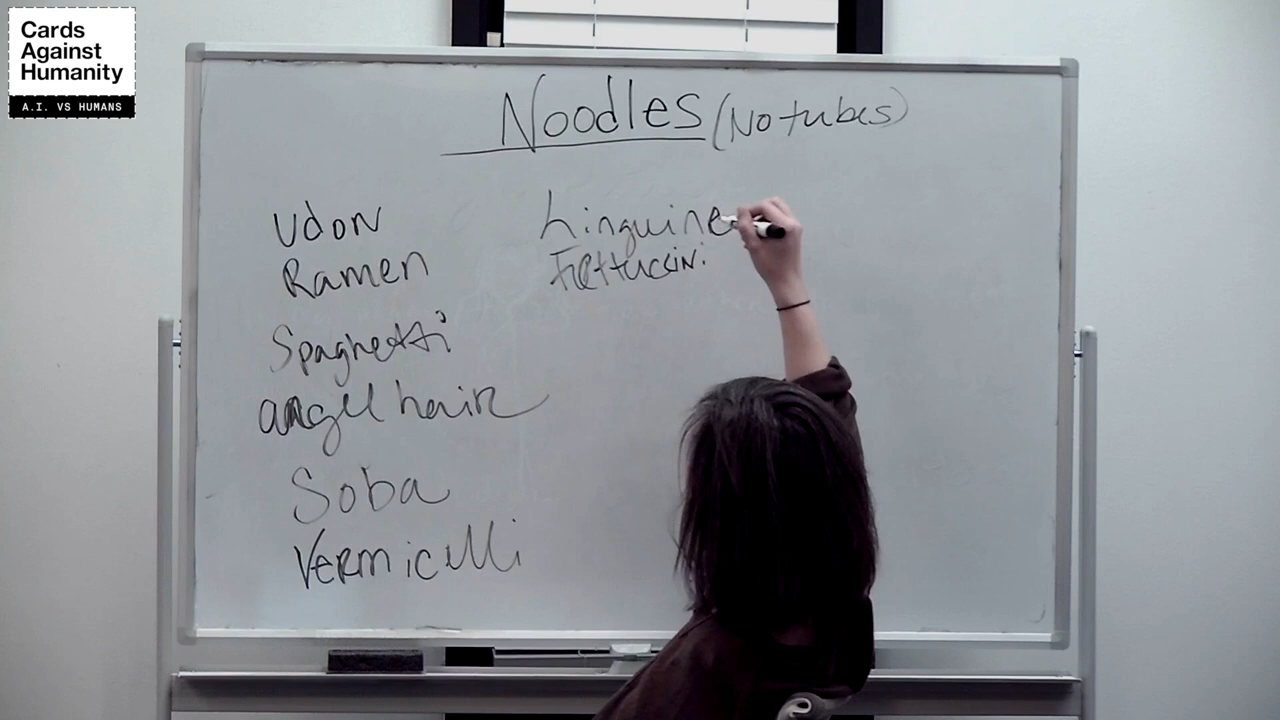 Cards
Against
Humanity
A.I. VS HUMANS
Noodles (No tubes)
Udon
Ramen
Spaghetti
angel hair
Soba
Vermicelli
Linguine
Fettuccini